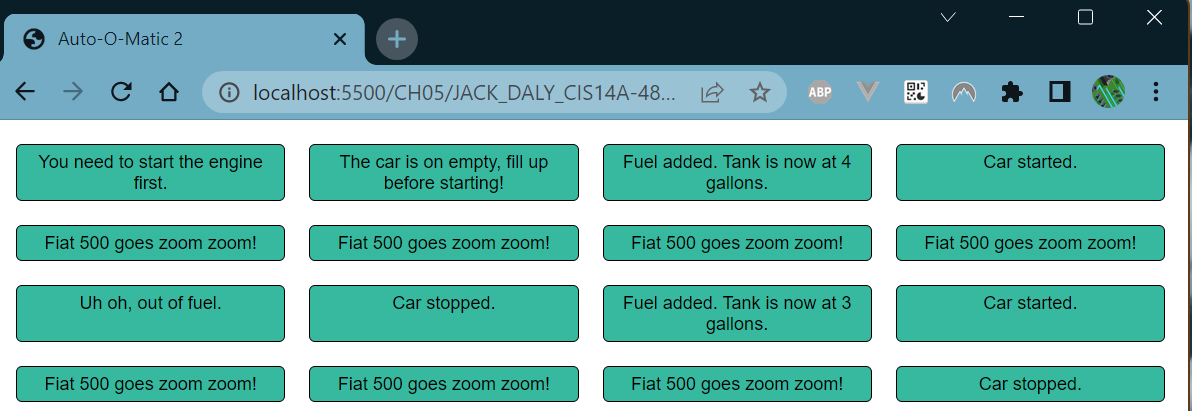 Auto-O-Matic 2
localhost:5500/CH05/JACK_DALY_CIS14A-48...
ABP
You need to start the engine
first.
The car is on empty, fill up
before starting!
Fuel added. Tank is now at 4
gallons.
Car started.
Fiat 500 goes zoom zoom!
Fiat 500 goes zoom zoom!
Fiat 500 goes zoom zoom!
Fiat 500 goes zoom zoom!
Uh oh, out of fuel.
Car stopped.
Fuel added. Tank is now at 3
gallons.
Car started.
Fiat 500 goes zoom zoom!
Fiat 500 goes zoom zoom!
Fiat 500 goes zoom zoom!
Car stopped.